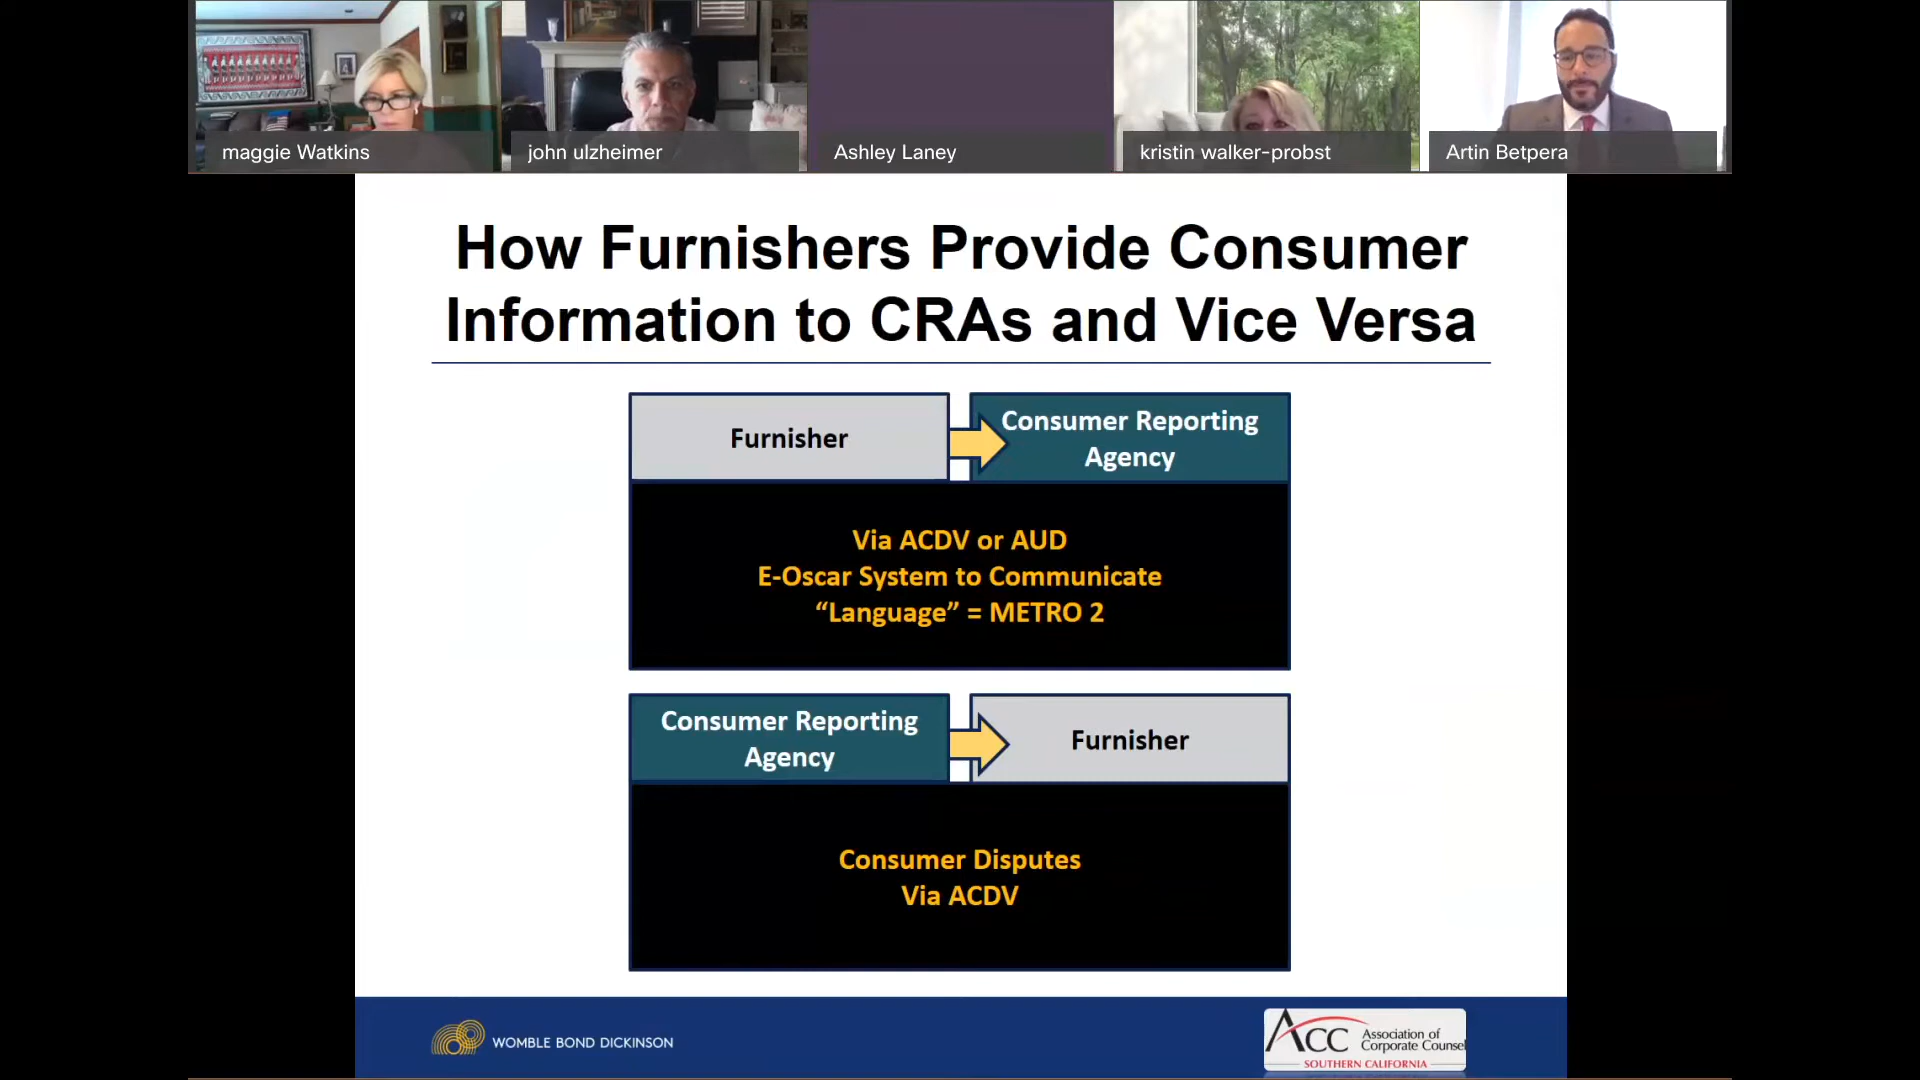 maggie Watkins
john ulzheimer
Ashley Laney
kristin walker-probst
Artin Betpera
How Furnishers Provide Consumer
Information to CRAs and Vice Versa
Furnisher
Consumer Reporting
Agency
Via ACDV or AUD
E-Oscar System to Communicate
“Language” = METRO 2
Consumer Reporting
Agency
Furnisher
Consumer Disputes
Via ACDV
WOMBLE BOND DICKINSON
ACC
Association of
Corporate Counsel
SOUTHERN CALIFORNIA